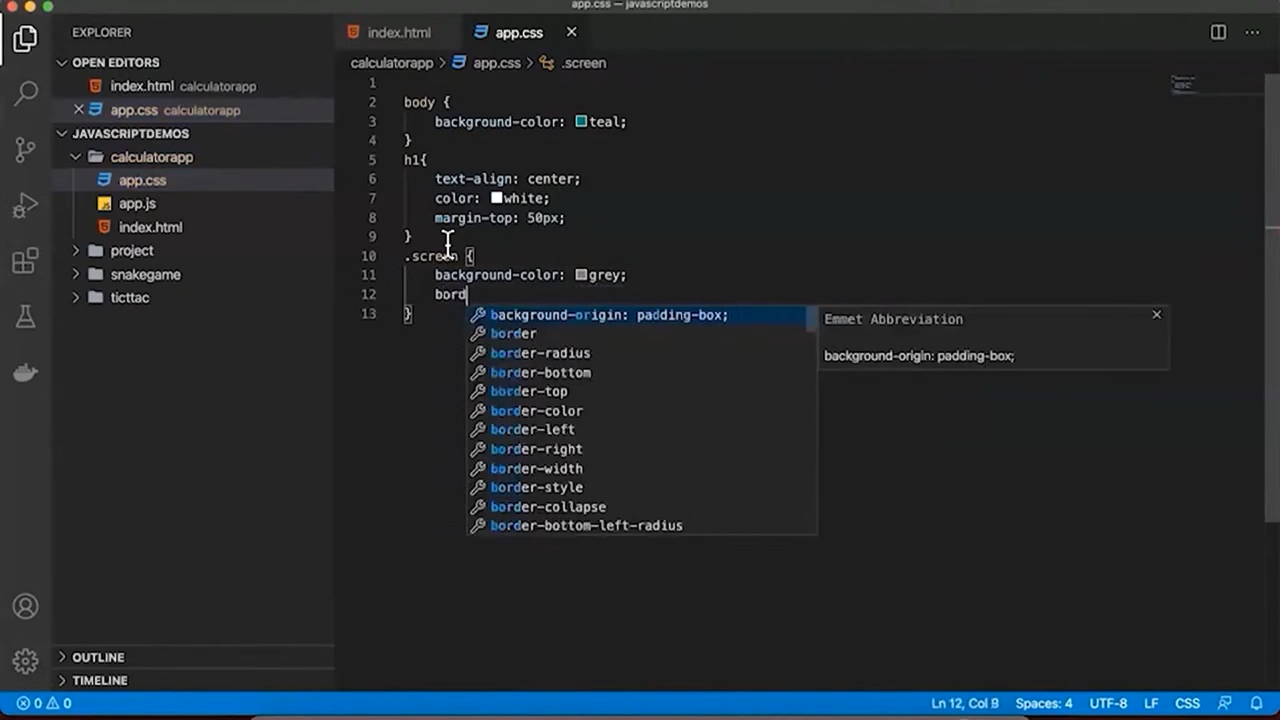 app.css — javascriptdemos
EXPLORER
index.html
app.css
OPEN EDITORS
index.html calculatorapp
app.css calculatorapp
JAVASCRIPTDEMOS
calculatorapp
app.css
app.js
index.html
project
snakegame
ticttac
OUTLINE
TIMELINE
calculatorapp > app.css > .screen
1
2 body {
3 background-color: teal;
4 }
5 h1{
6 text-align: center;
7 color: white;
8 margin-top: 50px;
9 }
10 .screen {
11 background-color: grey;
12 bord
13 }
background-origin: padding-box;
border
border-radius
border-bottom
border-top
border-color
border-left
border-right
border-width
border-style
border-collapse
border-bottom-left-radius
Emmet Abbreviation
background-origin: padding-box;
0 0
Ln 12, Col 9 Spaces: 4 UTF-8 LF CSS